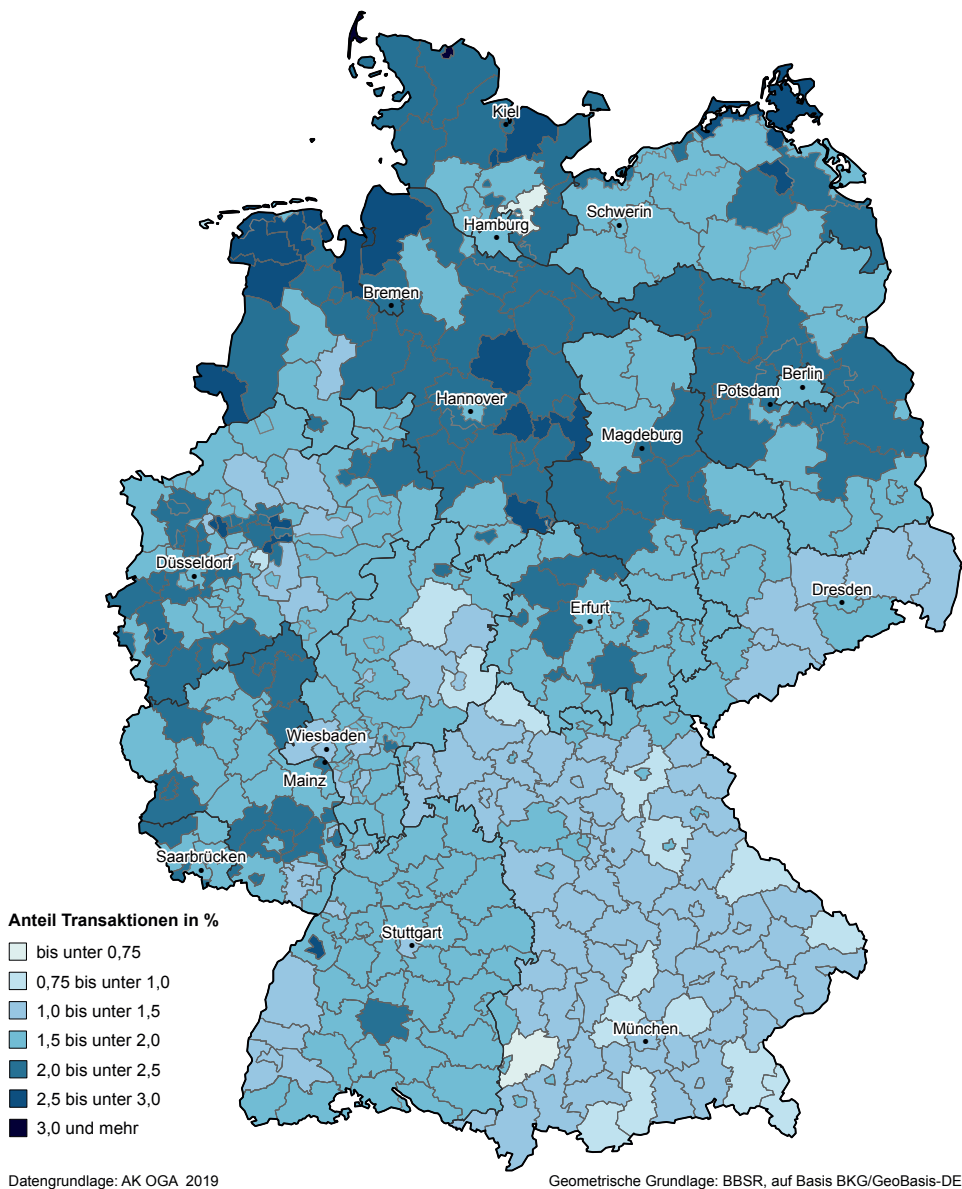 Kiel
Schwerin
Hamburg
Bremen
Berlin
Potsdam
Hannover
Magdeburg
Düsseldorf
Dresden
Erfurt
Wiesbaden
Mainz
Saarbrücken
Stuttgart
München
Anteil Transaktionen in %
bis unter 0,75
0,75 bis unter 1,0
1,0 bis unter 1,5
1,5 bis unter 2,0
2,0 bis unter 2,5
2,5 bis unter 3,0
3,0 und mehr
Datengrundlage: AK OGA 2019
Geometrische Grundlage: BBSR, auf Basis BKG/GeoBasis-DE